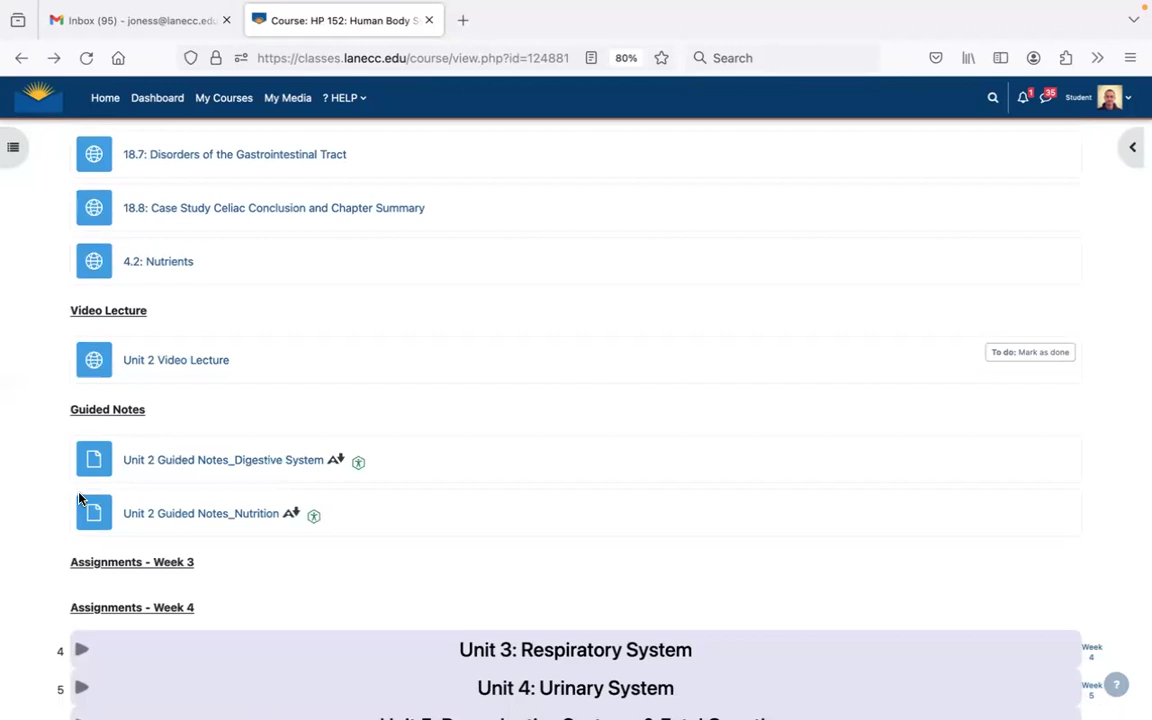 Inbox (95) - joness@lanecc.edu
Course: HP 152: Human Body S
https://classes.lanecc.edu/course/view.php?id=124881
80%
Search
Home
Dashboard
My Courses
My Media
? HELP
1
35
Student
18.7: Disorders of the Gastrointestinal Tract
18.8: Case Study Celiac Conclusion and Chapter Summary
4.2: Nutrients
Video Lecture
Unit 2 Video Lecture
To do: Mark as done
Guided Notes
Unit 2 Guided Notes_Digestive System
Unit 2 Guided Notes_Nutrition
Assignments - Week 3
Assignments - Week 4
4
Unit 3: Respiratory System
Week
4
5
Unit 4: Urinary System
Week
5
?